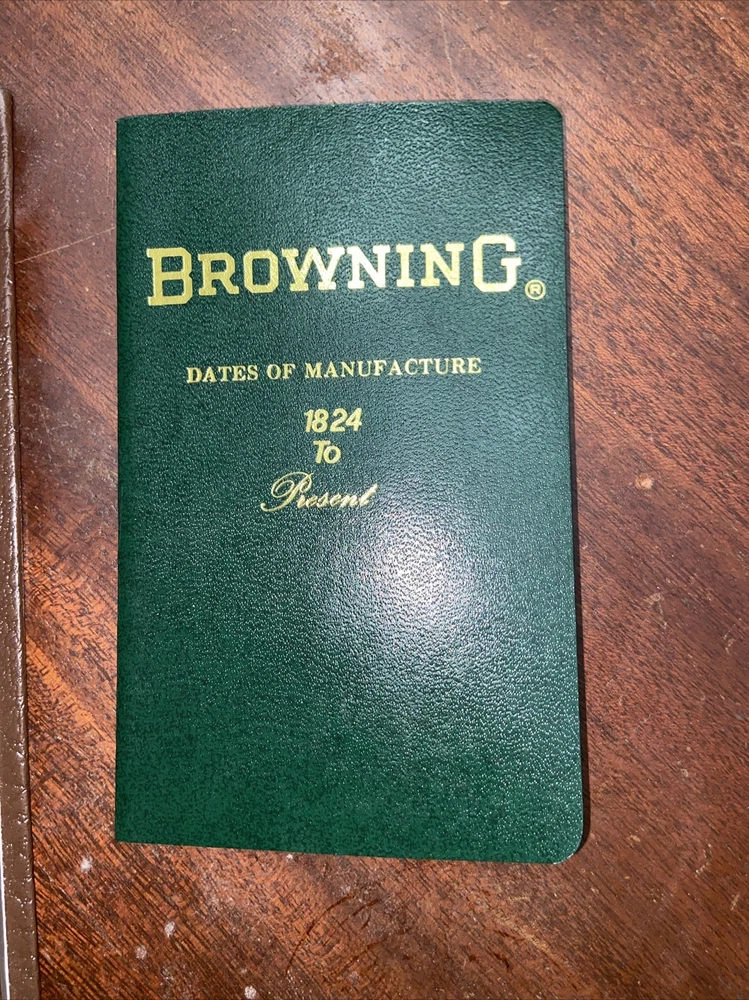 BROWNING®
DATES OF MANUFACTURE
1824
To
Present